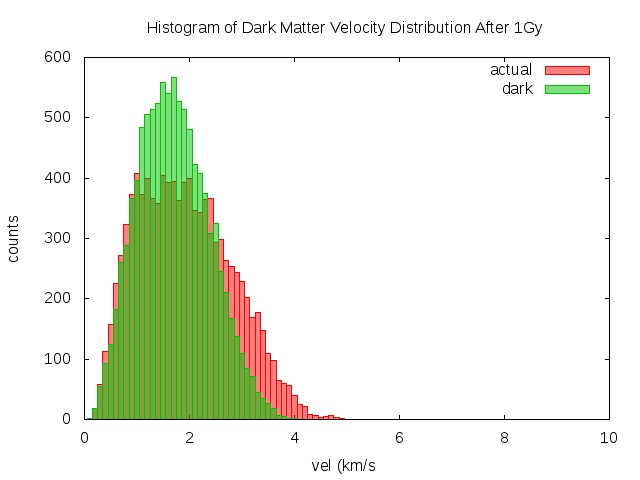 Histogram of Dark Matter Velocity Distribution After 1Gy
600
500
400
300
200
100
0
counts
actual
dark
0 2 4 6 8 10
vel (km/s